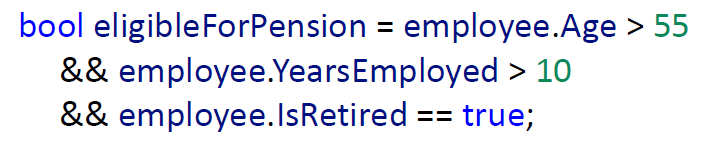 bool eligibleForPension = employee.Age > 55
&& employee.YearsEmployed > 10
&& employee.IsRetired == true;